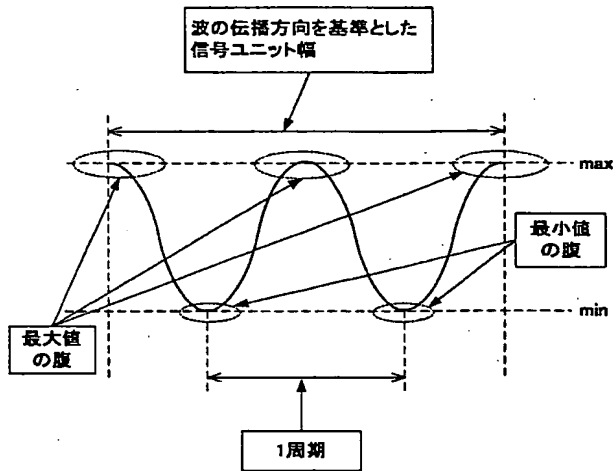 波の伝播方向を基準とした
信号ユニット幅
max
最小値
の腹
min
最大値
の腹
1周期